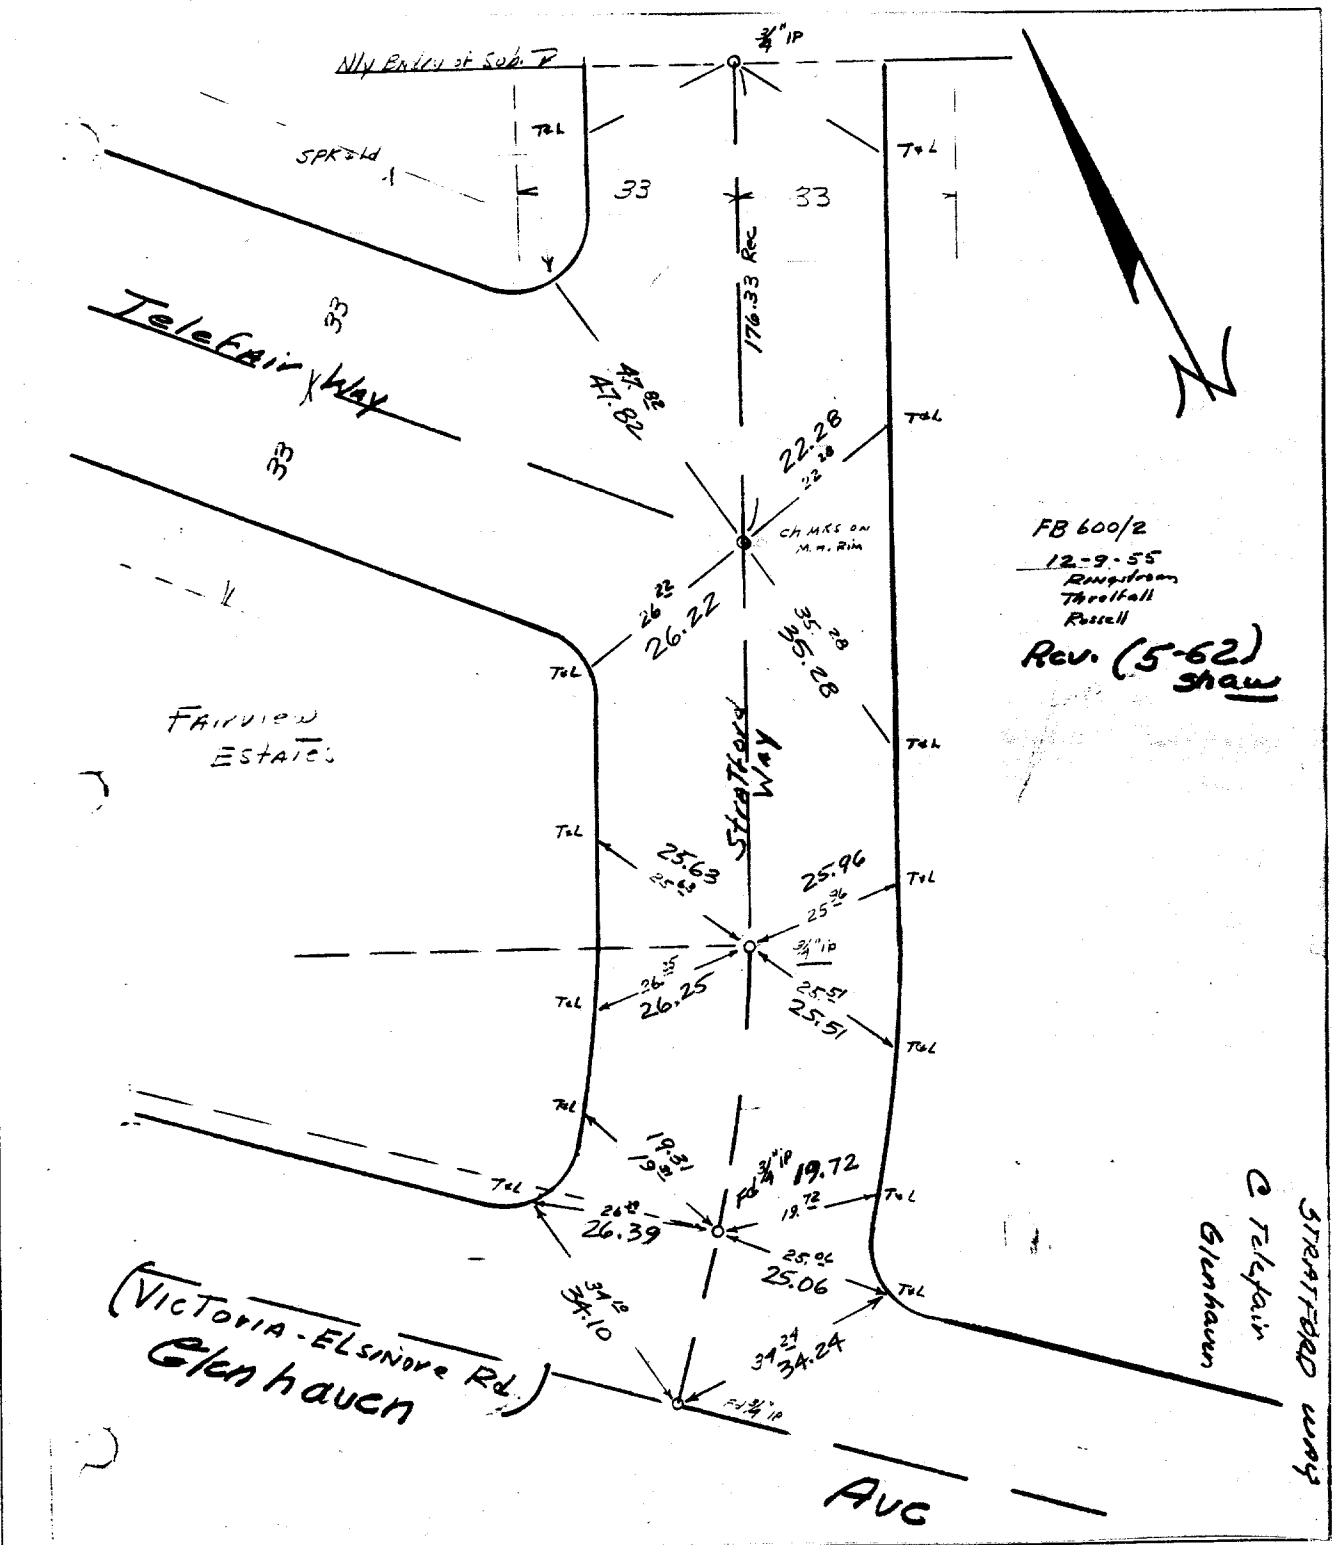 3/4" IP
Nly Bndry of Sub.
T&L
T&L
SPK & Ld
33
33
176.33 Rec
33
TeleFair Way
33
47.82
47.82
22.28
22.28
T&L
Ch MKS ON
M.H. Rim
FB 600/2
12-9-55
Threlfall
Russell
Rev. (5-62)
Shaw
26.22
26.22
35.28
35.28
T&L
T&L
FAIRVIEW
ESTATES
Stratford
Way
T&L
25.63
25.63
25.96
25.96
T&L
3/4" IP
26.25
26.25
T&L
25.51
25.51
T&L
T&L
19.31
19.31
Fd 3/4" IP
19.72
19.72
T&L
T&L
26.39
26.39
25.06
25.06
T&L
34.10
34.10
34.24
34.24
(VICTORIA-ELSINORE Rd.)
Glenhaven
Fd 3/4" IP
Ave
STRATFORD WAY
C Telefair
Glenhaven